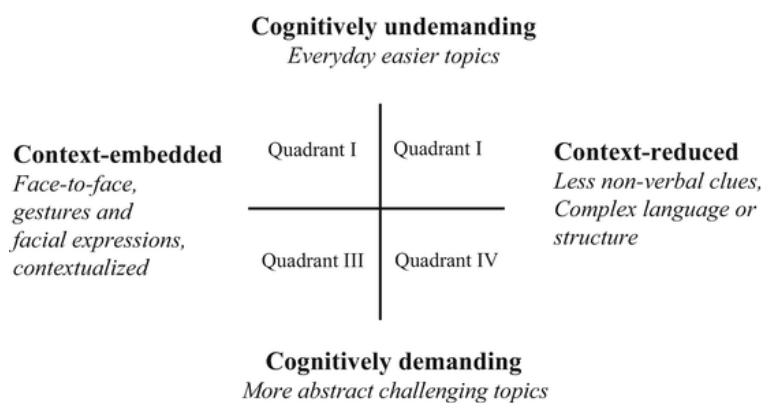 Cognitively undemanding
Everyday easier topics
Context-embedded
Face-to-face,
gestures and
facial expressions,
contextualized
Quadrant I
Quadrant I
Context-reduced
Less non-verbal clues,
Complex language or
structure
Quadrant III
Quadrant IV
Cognitively demanding
More abstract challenging topics